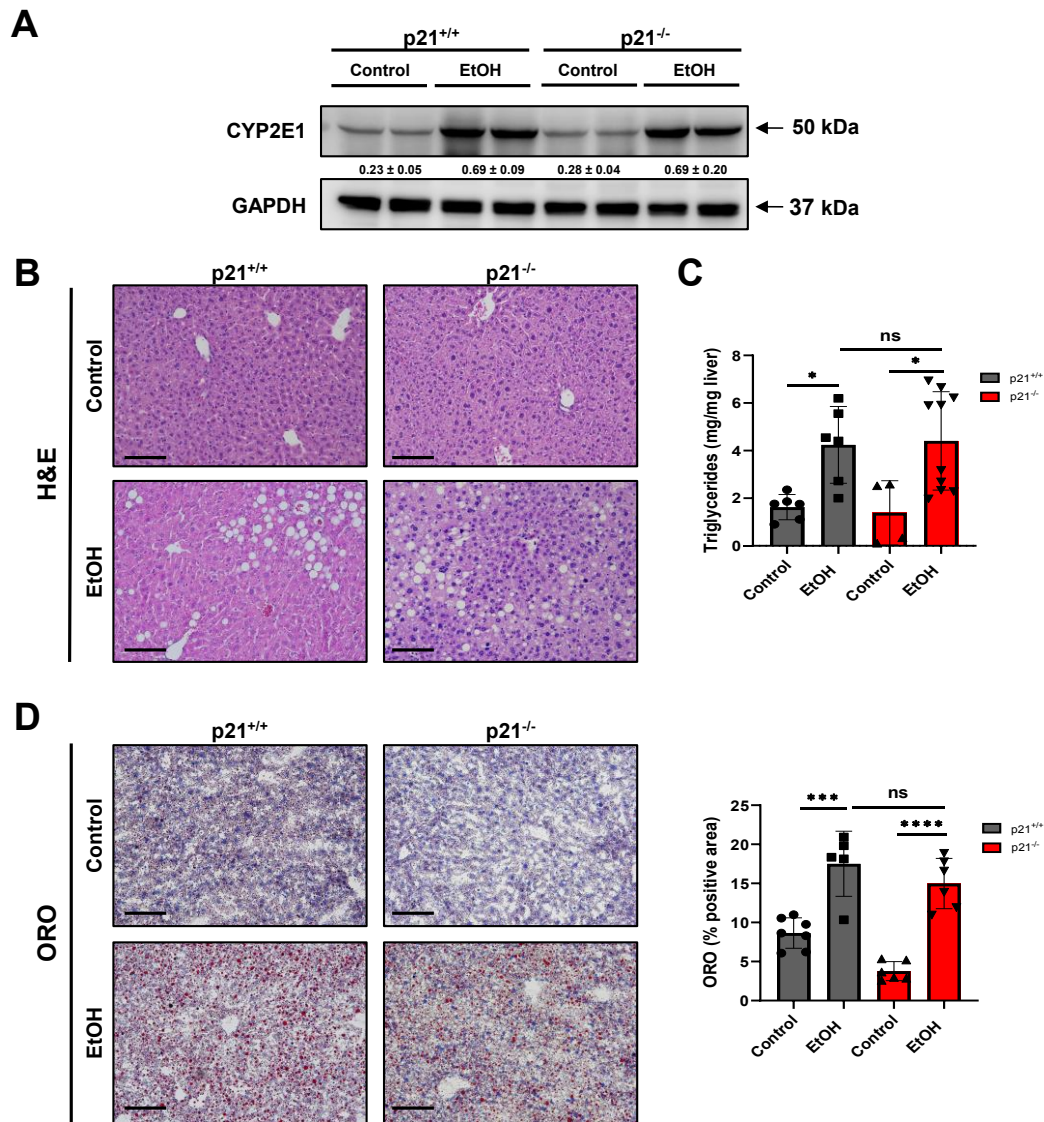 A
p21+/+ p21-/-
Control EtOH Control EtOH
CYP2E1 ← 50 kDa
0.23 ± 0.05 0.69 ± 0.09 0.28 ± 0.04 0.69 ± 0.20
GAPDH ← 37 kDa
B
p21+/+ p21-/-
H&E
Control
EtOH
C
Triglycerides (mg/mg liver)
8
6
4
2
0
ns
* *
Control EtOH Control EtOH
p21+/+
p21-/-
D
p21+/+ p21-/-
ORO
Control
EtOH
ORO (% positive area)
25
20
15
10
5
0
ns
*** ****
Control EtOH Control EtOH
p21+/+
p21-/-